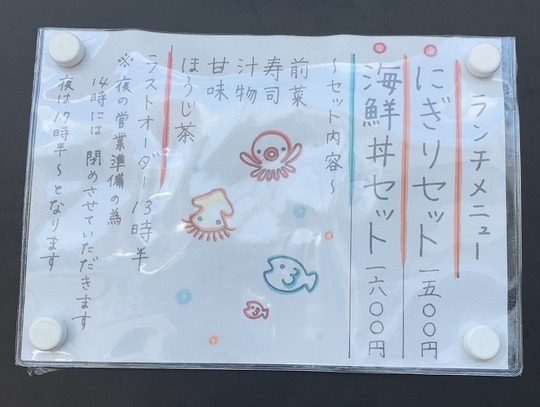 ランチメニュー
にぎりセット 一五〇〇円
海鮮丼セット 一六〇〇円
～セット内容～
前菜
寿司
汁物
甘味
ほうじ茶
ラストオーダー 13時半
※夜の営業準備の為
14時には閉めさせていただきます
夜は17時半～となります